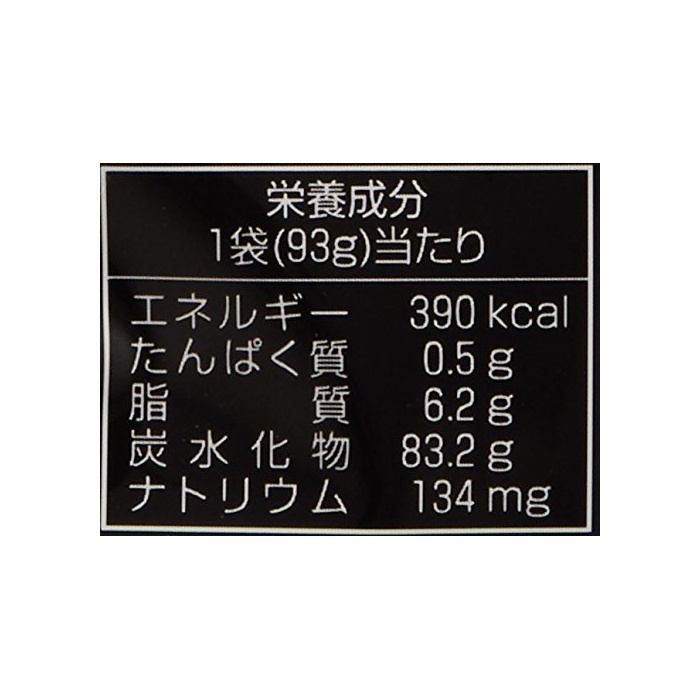 栄養成分
1袋(93g)当たり
エネルギー 390 kcal
たんぱく質 0.5 g
脂質 6.2 g
炭水化物 83.2 g
ナトリウム 134 mg